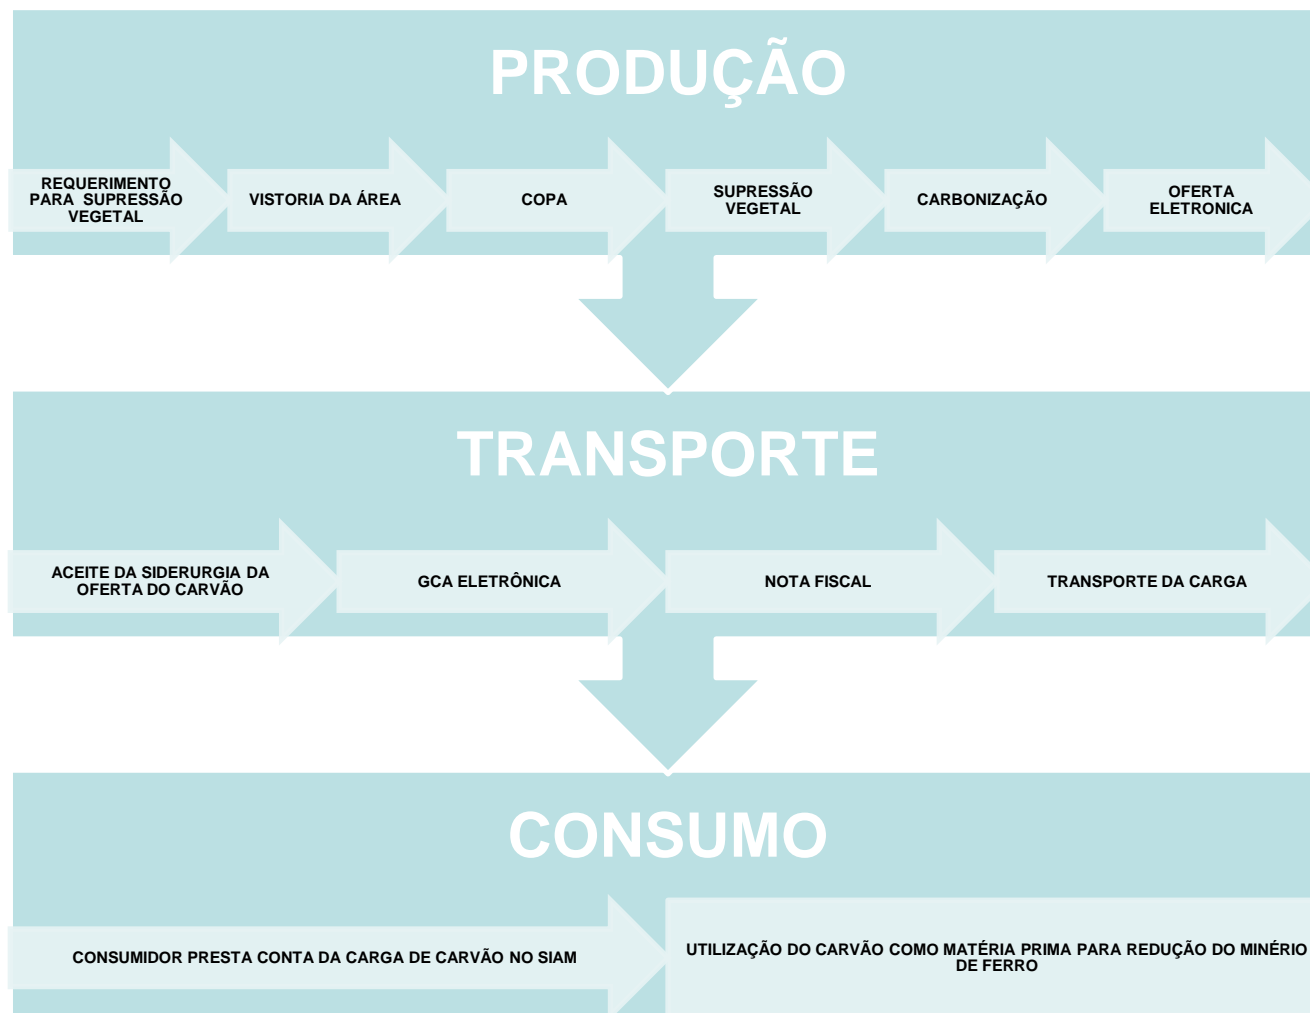 PRODUÇÃO
REQUERIMENTO
PARA SUPRESSÃO
VEGETAL
VISTORIA DA ÁREA
COPA
SUPRESSÃO
VEGETAL
CARBONIZAÇÃO
OFERTA
ELETRONICA
TRANSPORTE
ACEITE DA SIDERURGIA DA
OFERTA DO CARVÃO
GCA ELETRÔNICA
NOTA FISCAL
TRANSPORTE DA CARGA
CONSUMO
CONSUMIDOR PRESTA CONTA DA CARGA DE CARVÃO NO SIAM
UTILIZAÇÃO DO CARVÃO COMO MATÉRIA PRIMA PARA REDUÇÃO DO MINÉRIO
DE FERRO